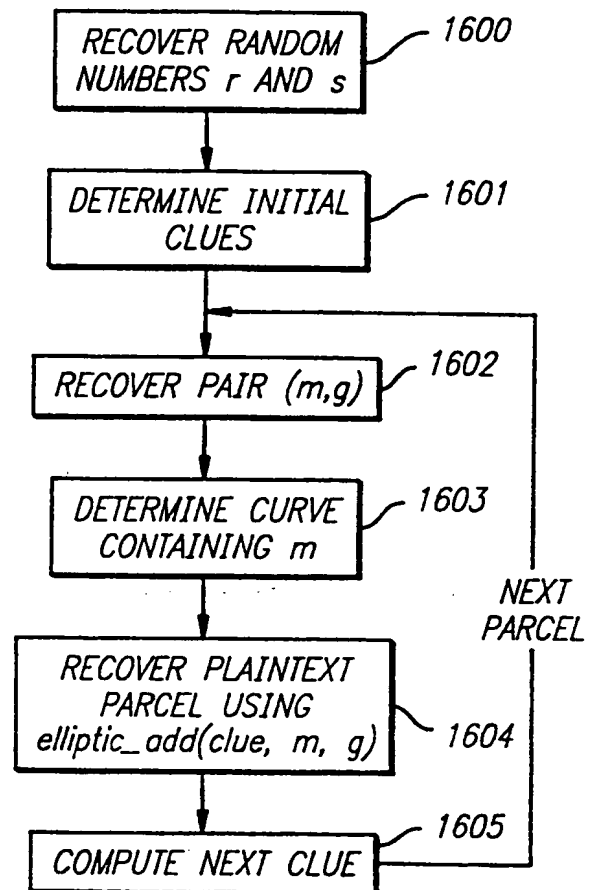 RECOVER RANDOM
NUMBERS r AND s
1600
DETERMINE INITIAL
CLUES
1601
RECOVER PAIR (m,g)
1602
DETERMINE CURVE
CONTAINING m
1603
NEXT
PARCEL
RECOVER PLAINTEXT
PARCEL USING
elliptic_add(clue, m, g)
1604
COMPUTE NEXT CLUE
1605